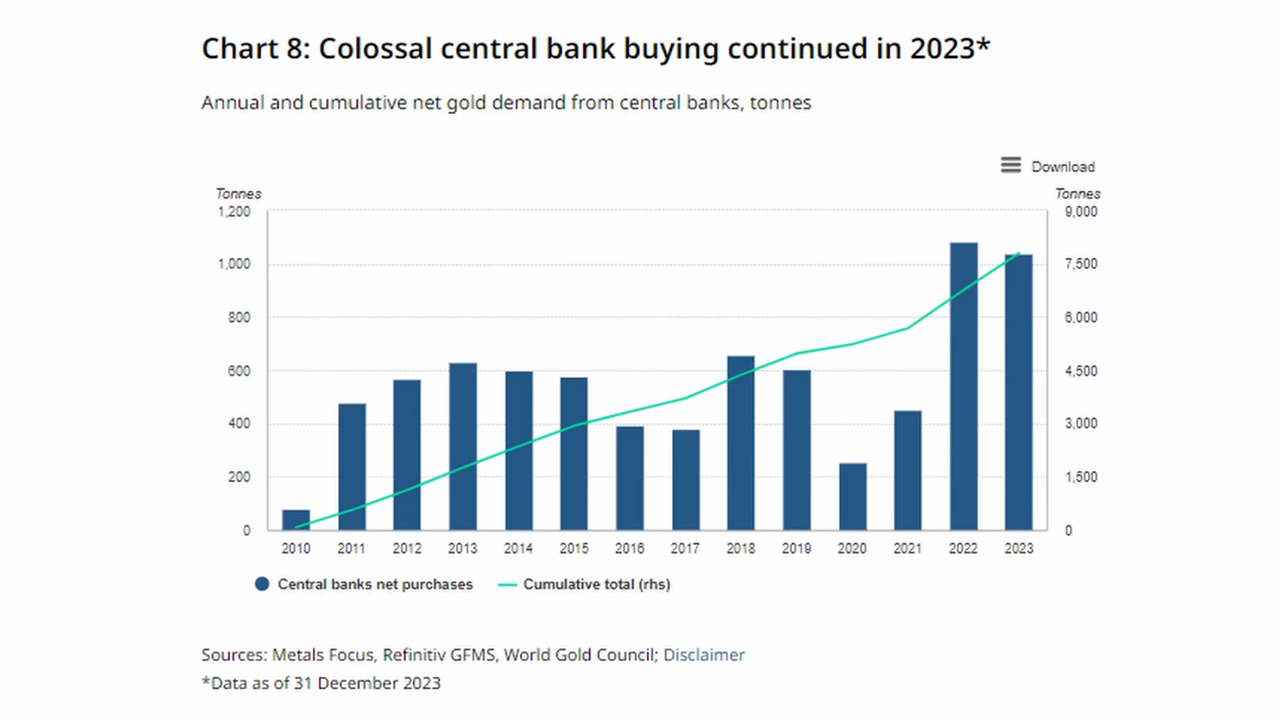 Chart 8: Colossal central bank buying continued in 2023*
Annual and cumulative net gold demand from central banks, tonnes
Download
Tonnes Tonnes
1,200 9,000
1,000 7,500
800 6,000
600 4,500
400 3,000
200 1,500
0 0
2010 2011 2012 2013 2014 2015 2016 2017 2018 2019 2020 2021 2022 2023
Central banks net purchases Cumulative total (rhs)
Sources: Metals Focus, Refinitiv GFMS, World Gold Council; Disclaimer
*Data as of 31 December 2023